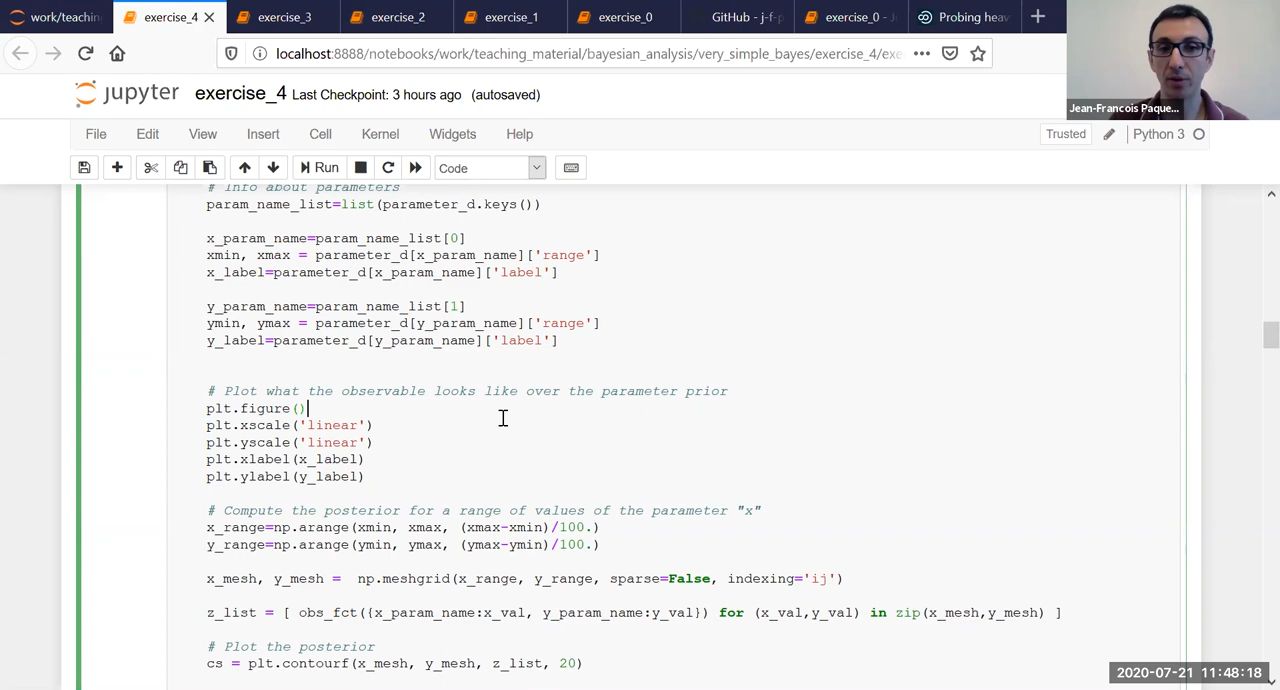 work/teachin
exercise_4
exercise_3
exercise_2
exercise_1
exercise_0
GitHub - j-f-p
exercise_0 - J
Probing heav
localhost:8888/notebooks/work/teaching_material/bayesian_analysis/very_simple_bayes/exercise_4/exe
Jean-Francois Paque...
jupyter exercise_4 Last Checkpoint: 3 hours ago (autosaved)
File Edit View Insert Cell Kernel Widgets Help
Trusted Python 3
Run Code
# Info about parameters
param_name_list=list(parameter_d.keys())
x_param_name=param_name_list[0]
xmin, xmax = parameter_d[x_param_name]['range']
x_label=parameter_d[x_param_name]['label']
y_param_name=param_name_list[1]
ymin, ymax = parameter_d[y_param_name]['range']
y_label=parameter_d[y_param_name]['label']
# Plot what the observable looks like over the parameter prior
plt.figure()
plt.xscale('linear')
plt.yscale('linear')
plt.xlabel(x_label)
plt.ylabel(y_label)
# Compute the posterior for a range of values of the parameter "x"
x_range=np.arange(xmin, xmax, (xmax-xmin)/100.)
y_range=np.arange(ymin, ymax, (ymax-ymin)/100.)
x_mesh, y_mesh = np.meshgrid(x_range, y_range, sparse=False, indexing='ij')
z_list = [ obs_fct({x_param_name:x_val, y_param_name:y_val}) for (x_val,y_val) in zip(x_mesh,y_mesh) ]
# Plot the posterior
cs = plt.contourf(x_mesh, y_mesh, z_list, 20)
2020-07-21 11:48:18